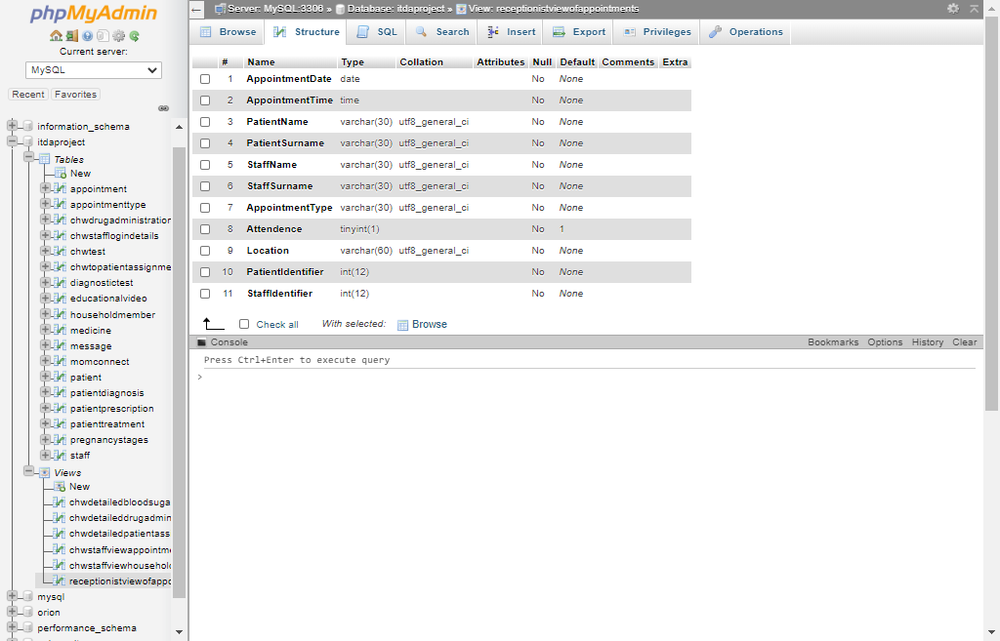 phpMyAdmin
Current server:
MySQL
Recent Favorites
information_schema
itdaproject
Tables
New
appointment
appointmenttype
chwdrugadministration
chwstafflogindetails
chwtest
chwtopatientassignme
diagnostictest
educationalvideo
householdmember
medicine
message
momconnect
patient
patientdiagnosis
patientprescription
patienttreatment
pregnancystages
staff
Views
New
chwdetailedbloodsuga
chwdetaileddrugadmin
chwdetailedpatientass
chwstaffviewappointme
chwstaffviewhousehold
receptionistviewofappo
mysql
orion
performance_schema
Server: MySQL:3306 » Database: itdaproject » View: receptionistviewofappointments
Browse Structure SQL Search Insert Export Privileges Operations
# Name Type Collation Attributes Null Default Comments Extra
1 AppointmentDate date No None
2 AppointmentTime time No None
3 PatientName varchar(30) utf8_general_ci No None
4 PatientSurname varchar(30) utf8_general_ci No None
5 StaffName varchar(30) utf8_general_ci No None
6 StaffSurname varchar(30) utf8_general_ci No None
7 AppointmentType varchar(30) utf8_general_ci No None
8 Attendence tinyint(1) No 1
9 Location varchar(60) utf8_general_ci No None
10 PatientIdentifier int(12) No None
11 StaffIdentifier int(12) No None
Check all With selected: Browse
Console Bookmarks Options History Clear
Press Ctrl+Enter to execute query
>